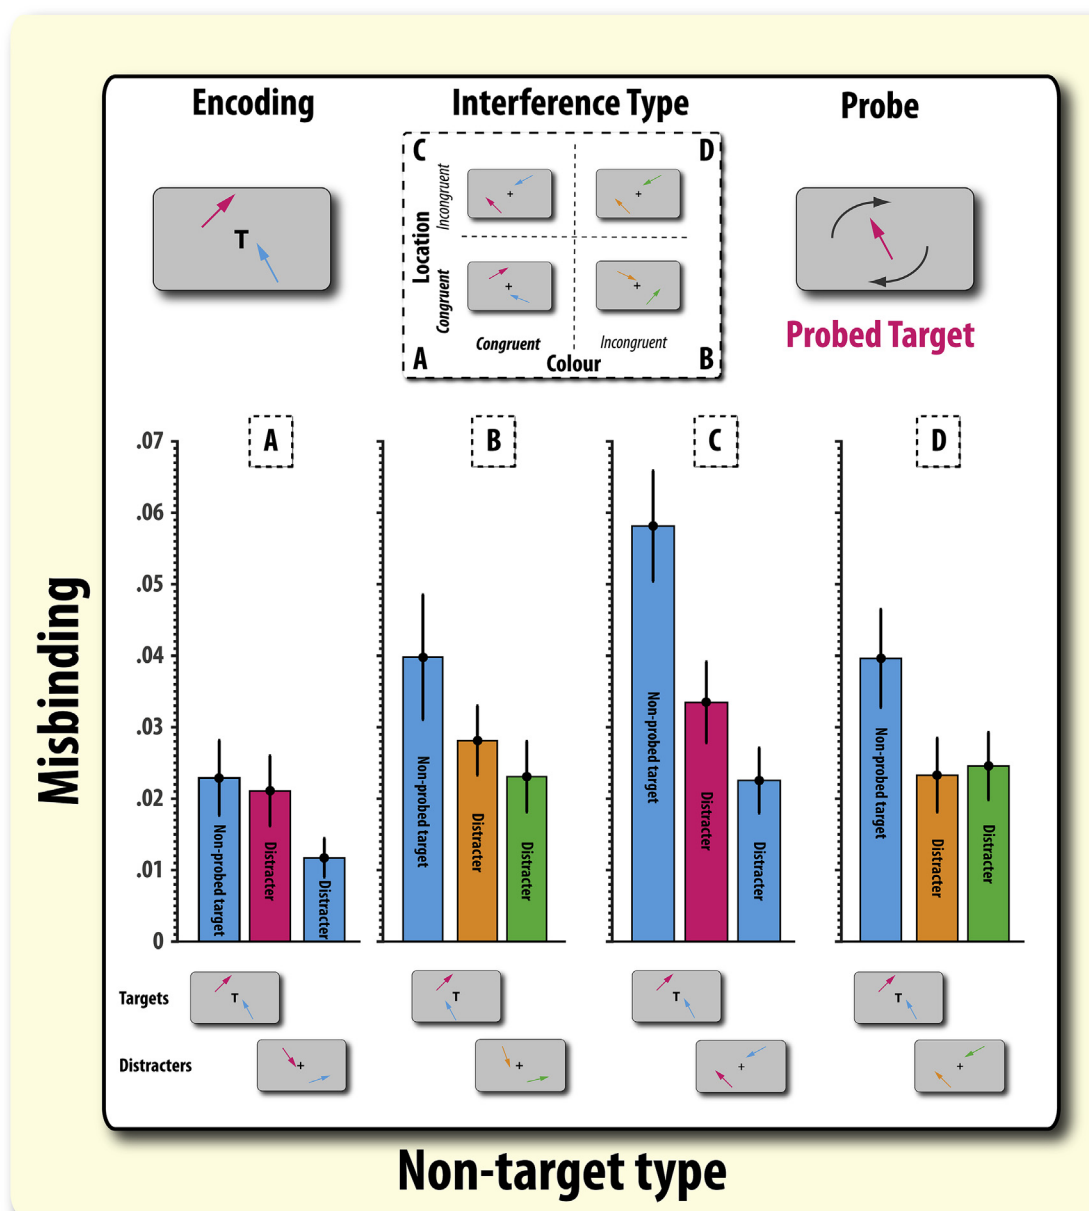 Encoding
Interference Type
Probe
C
D
Incongruent
Location
Congruent
T
+
+
+
+
Congruent
Incongruent
A
Colour
B
Probed Target
Misbinding
.07
.06
.05
.04
.03
.02
.01
0
A
Non-probed target
Distracter
Distracter
B
Non-probed target
Distracter
Distracter
C
Non-probed target
Distracter
Distracter
D
Non-probed target
Distracter
Distracter
Targets
T
T
T
T
Distracters
+
+
+
+
Non-target type